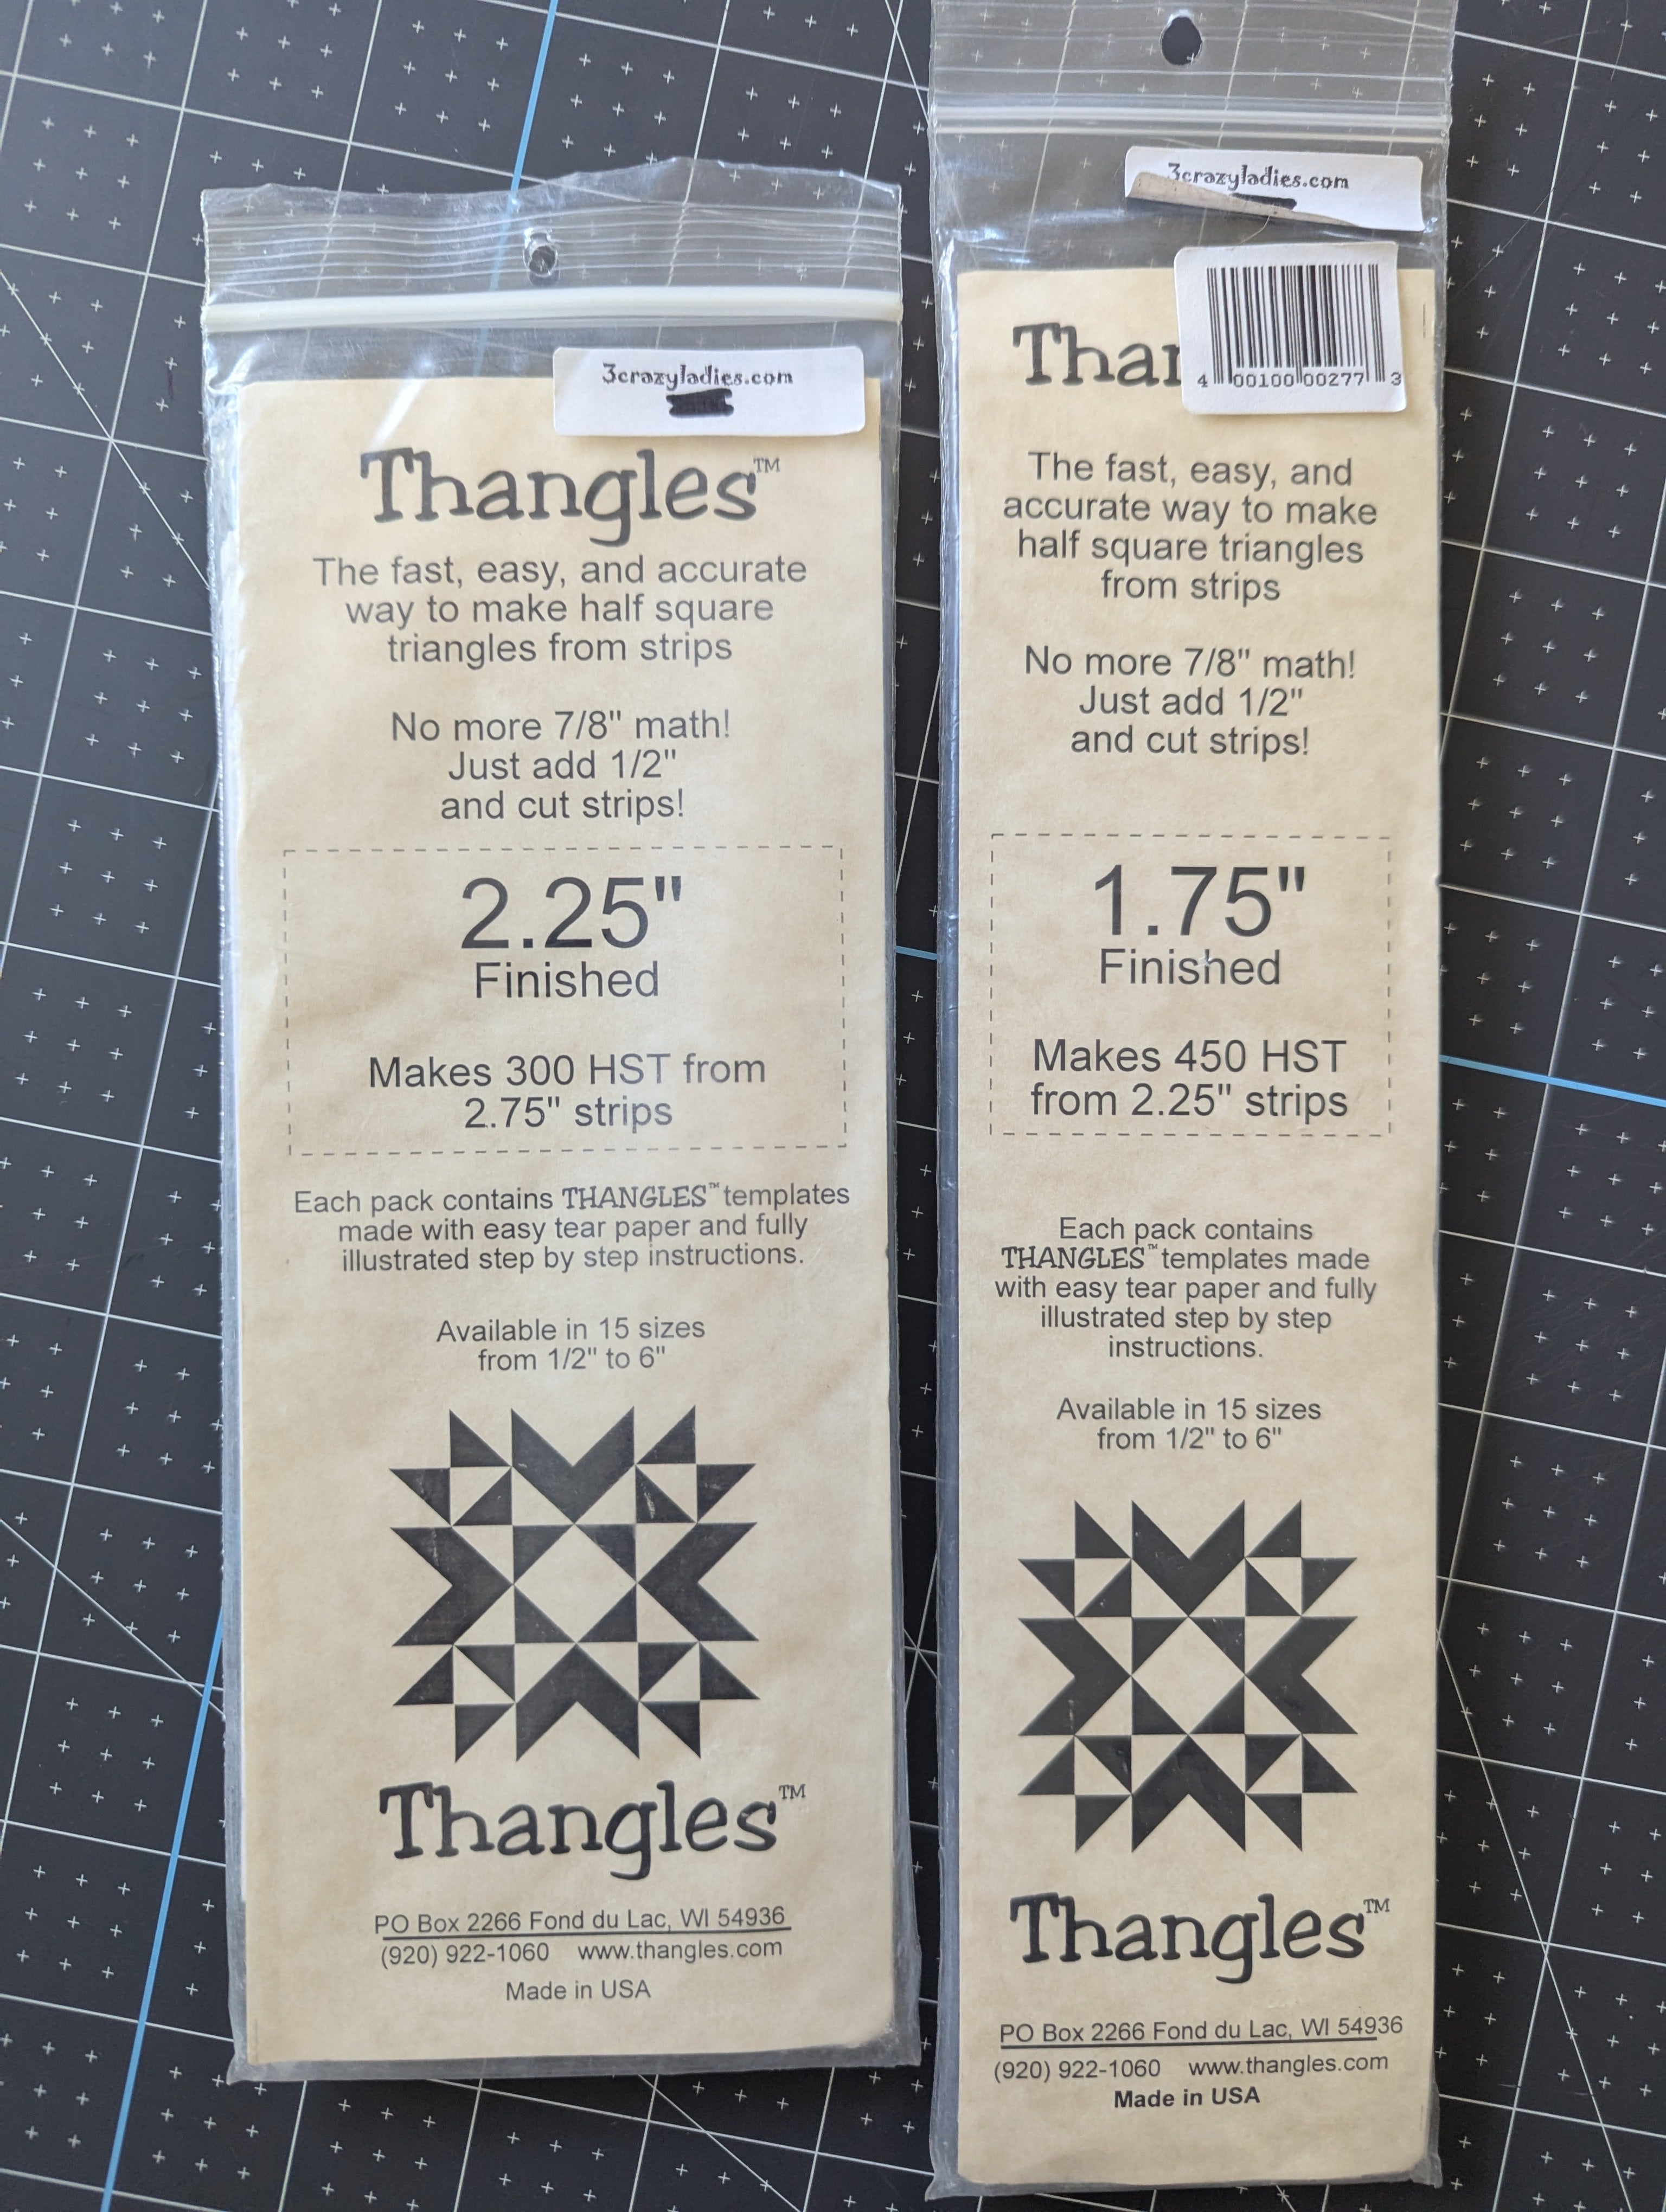 3crazyladies.com
Thangles™
The fast, easy, and accurate
way to make half square
triangles from strips
No more 7/8" math!
Just add 1/2"
and cut strips!
2.25"
Finished
Makes 300 HST from
2.75" strips
Each pack contains THANGLES™ templates
made with easy tear paper and fully
illustrated step by step instructions.
Available in 15 sizes
from 1/2" to 6"
Thangles™
PO Box 2266 Fond du Lac, WI 54936
(920) 922-1060 www.thangles.com
Made in USA
3crazyladies.com
4 00100 00277 3
Than
The fast, easy, and
accurate way to make
half square triangles
from strips
No more 7/8" math!
Just add 1/2"
and cut strips!
1.75"
Finished
Makes 450 HST
from 2.25" strips
Each pack contains
THANGLES™ templates made
with easy tear paper and fully
illustrated step by step
instructions.
Available in 15 sizes
from 1/2" to 6"
Thangles™
PO Box 2266 Fond du Lac, WI 54936
(920) 922-1060 www.thangles.com
Made in USA